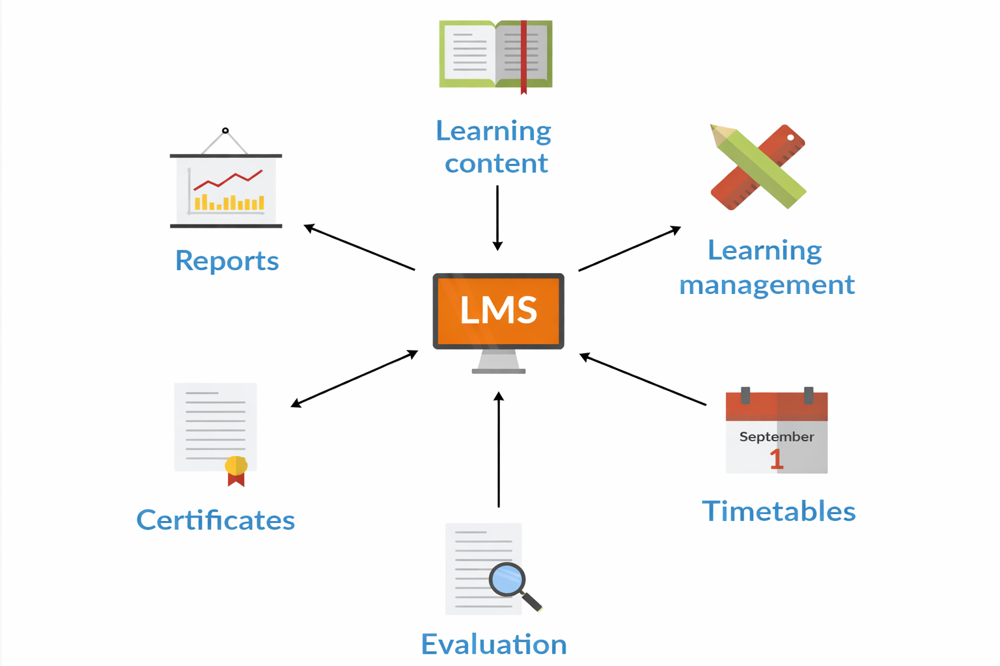 Learning
content
Reports
Learning
management
LMS
September
1
Certificates
Timetables
Evaluation